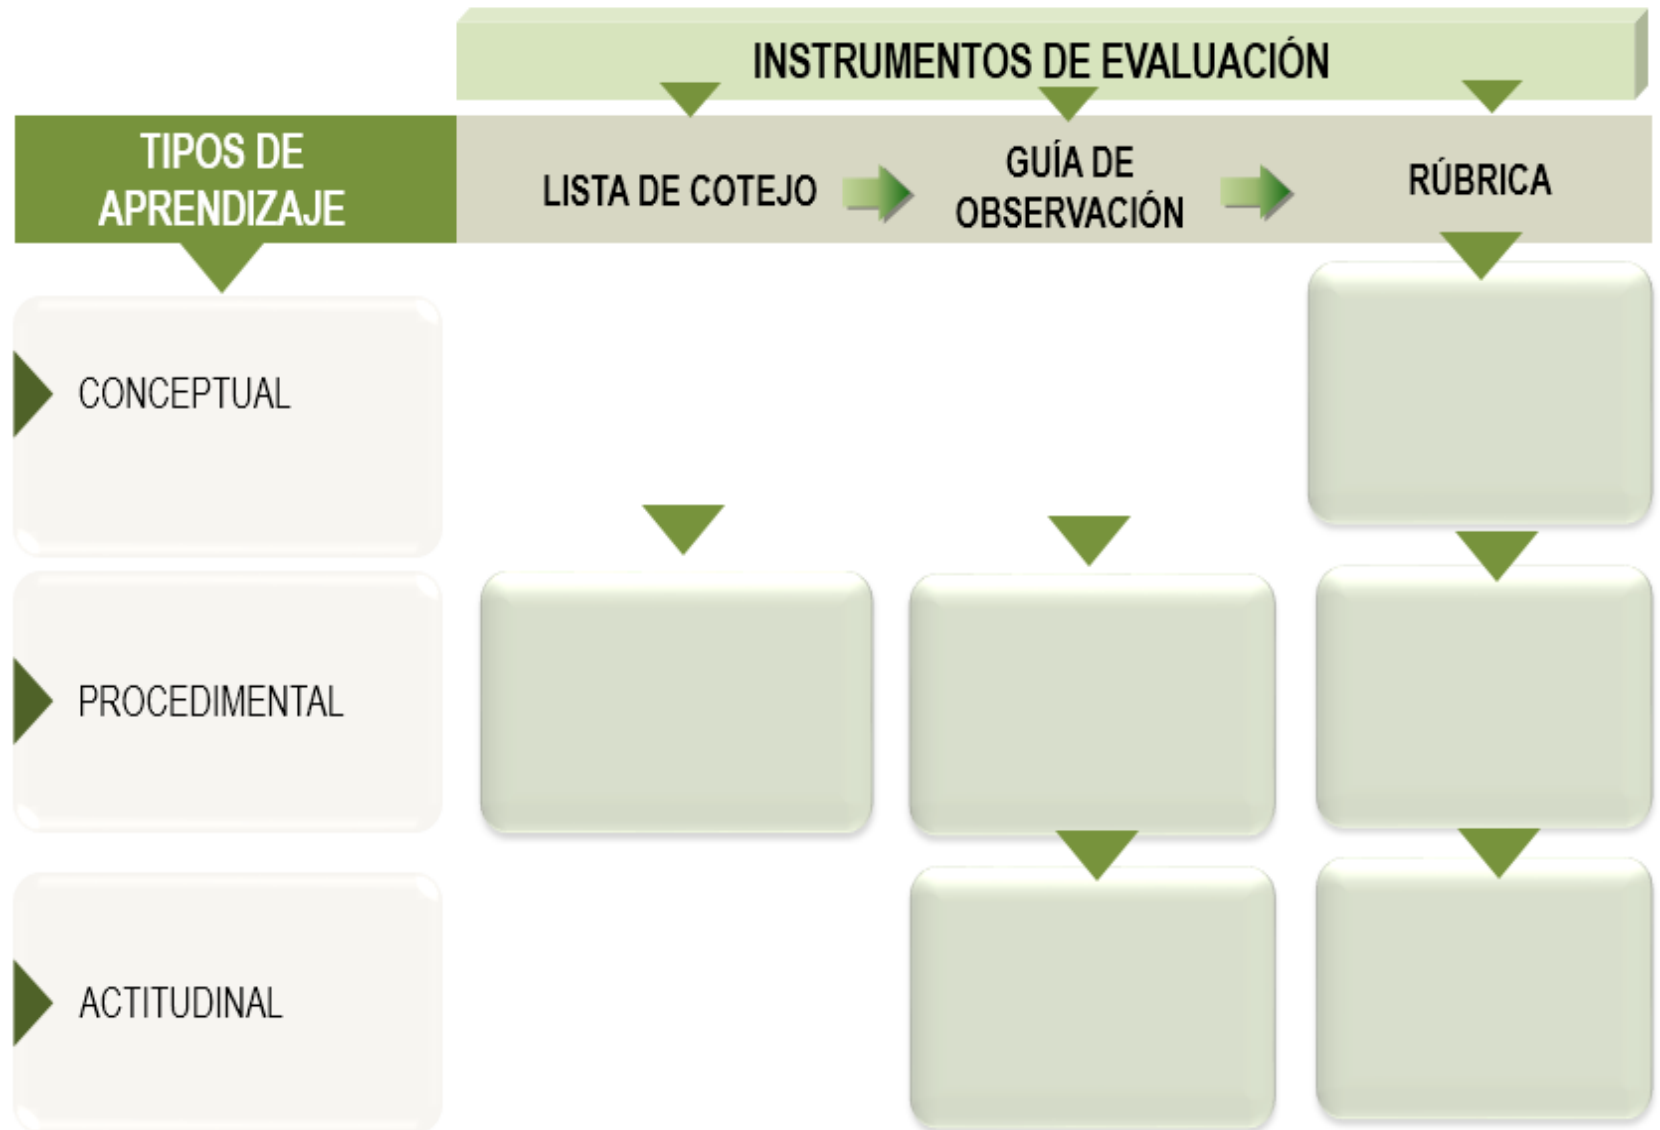 INSTRUMENTOS DE EVALUACIÓN
TIPOS DE
APRENDIZAJE
LISTA DE COTEJO
GUÍA DE
OBSERVACIÓN
RÚBRICA
CONCEPTUAL
PROCEDIMENTAL
ACTITUDINAL